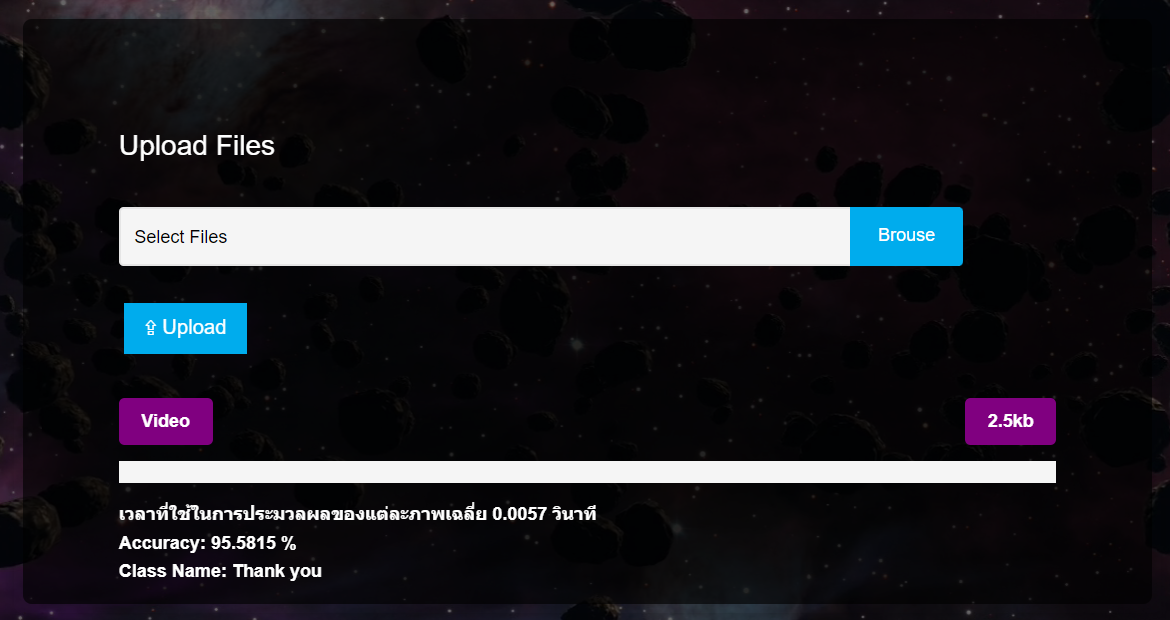 Upload Files
Select Files
Browse
⇪ Upload
Video
2.5kb
เวลาที่ใช้ในการประมวลผลของแต่ละภาพเฉลี่ย 0.0057 วินาที
Accuracy: 95.5815 %
Class Name: Thank you